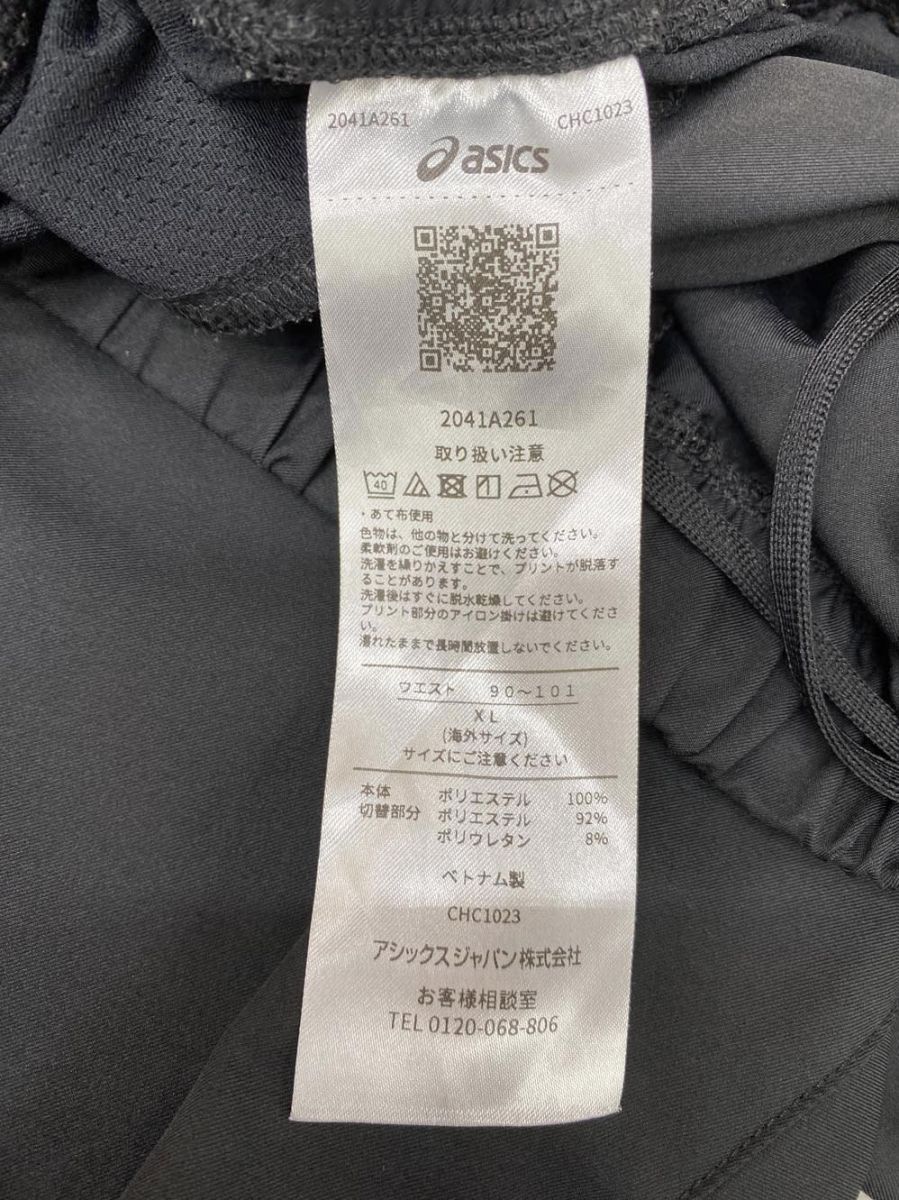 2041A261 CHC1023
asics
2041A261
取り扱い注意
40
・あて布使用
色物は、他の物と分けて洗ってください。
柔軟剤のご使用はお避けください。
洗濯を繰りかえすことで、プリントが脱落す
ることがあります。
洗濯後はすぐに脱水乾燥してください。
プリント部分のアイロン掛けは避けてくださ
い。
濡れたままで長時間放置しないでください。
ウエスト 90～101
XL
(海外サイズ)
サイズにご注意ください
本体 ポリエステル 100%
切替部分 ポリエステル 92%
ポリウレタン 8%
ベトナム製
CHC1023
アシックスジャパン株式会社
お客様相談室
TEL 0120-068-806